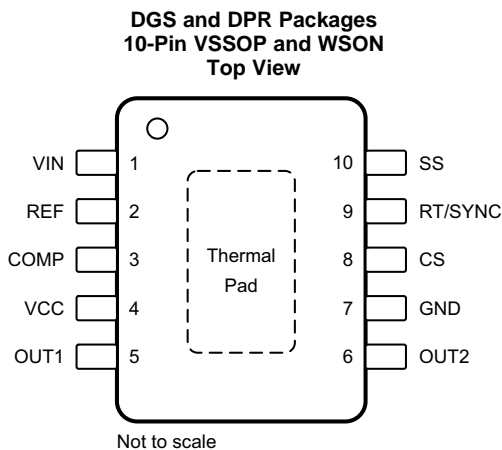 DGS and DPR Packages
10-Pin VSSOP and WSON
Top View
VIN 1 10 SS
REF 2 9 RT/SYNC
COMP 3 Thermal 8 CS
Pad
VCC 4 7 GND
OUT1 5 6 OUT2
Not to scale